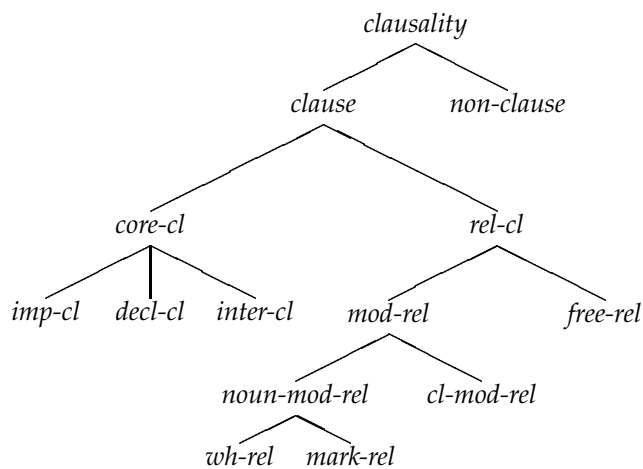 clausality
clause non-clause
core-cl rel-cl
imp-cl decl-cl inter-cl mod-rel free-rel
noun-mod-rel cl-mod-rel
wh-rel mark-rel